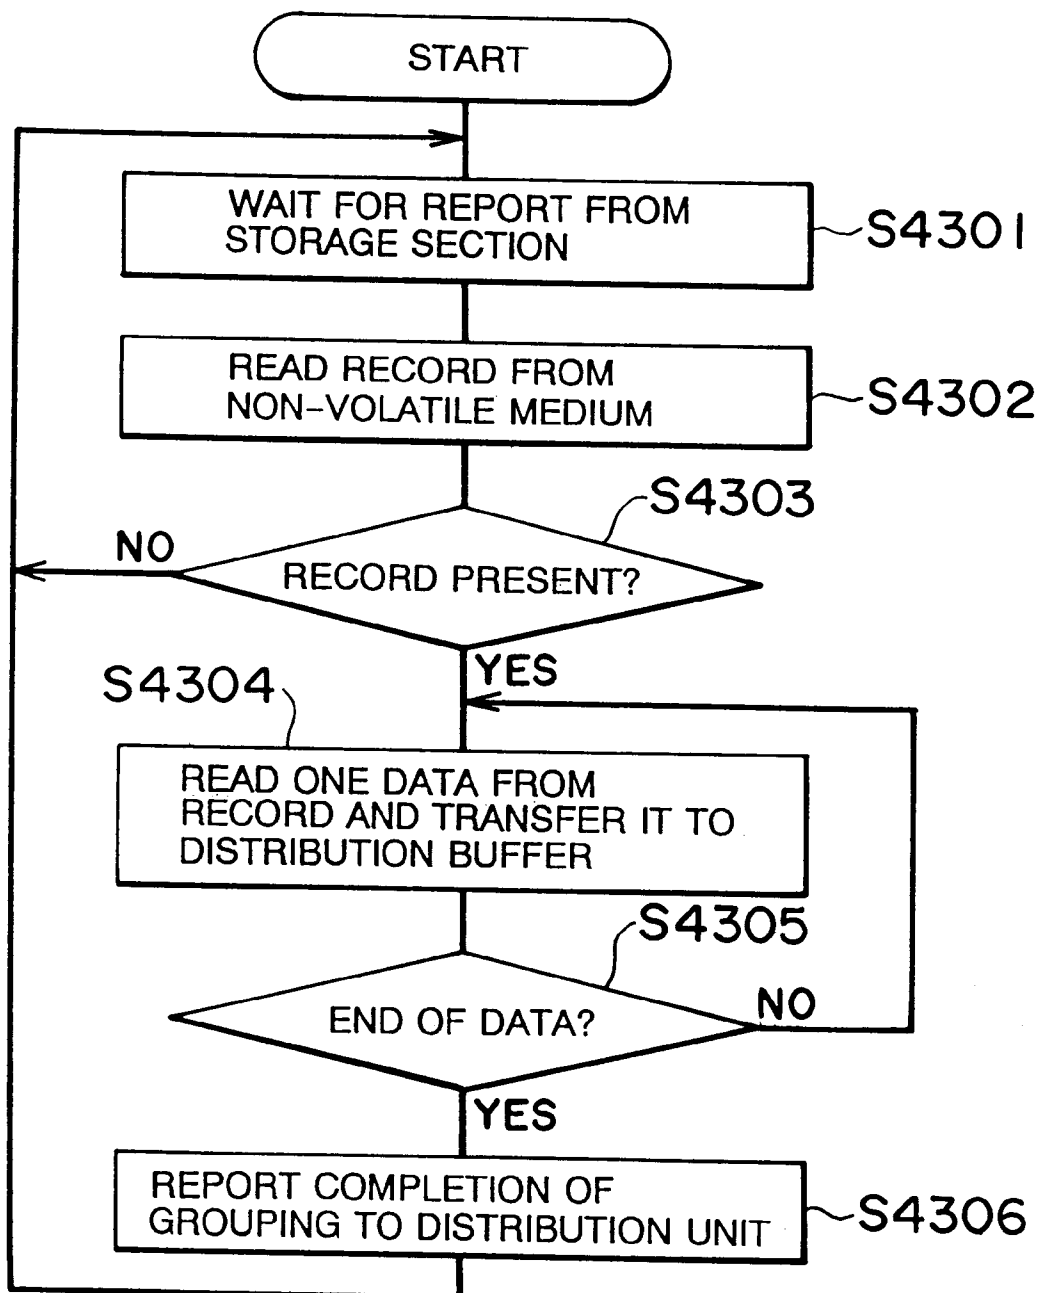 START
WAIT FOR REPORT FROM
STORAGE SECTION
S4301
READ RECORD FROM
NON-VOLATILE MEDIUM
S4302
S4303
NO
RECORD PRESENT?
YES
S4304
READ ONE DATA FROM
RECORD AND TRANSFER IT TO
DISTRIBUTION BUFFER
S4305
END OF DATA?
NO
YES
REPORT COMPLETION OF
GROUPING TO DISTRIBUTION UNIT
S4306